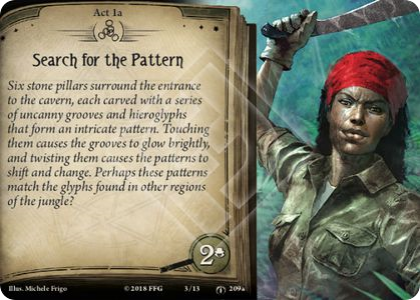 Act 1a
Search for the Pattern
Six stone pillars surround the entrance
to the cavern, each carved with a series
of uncanny grooves and hieroglyphs
that form an intricate pattern. Touching
them causes the grooves to glow brightly,
and twisting them causes the patterns to
shift and change. Perhaps these patterns
match the glyphs found in other regions
of the jungle?
2
Illus. Michele Frigo © 2018 FFG 3/13 209a